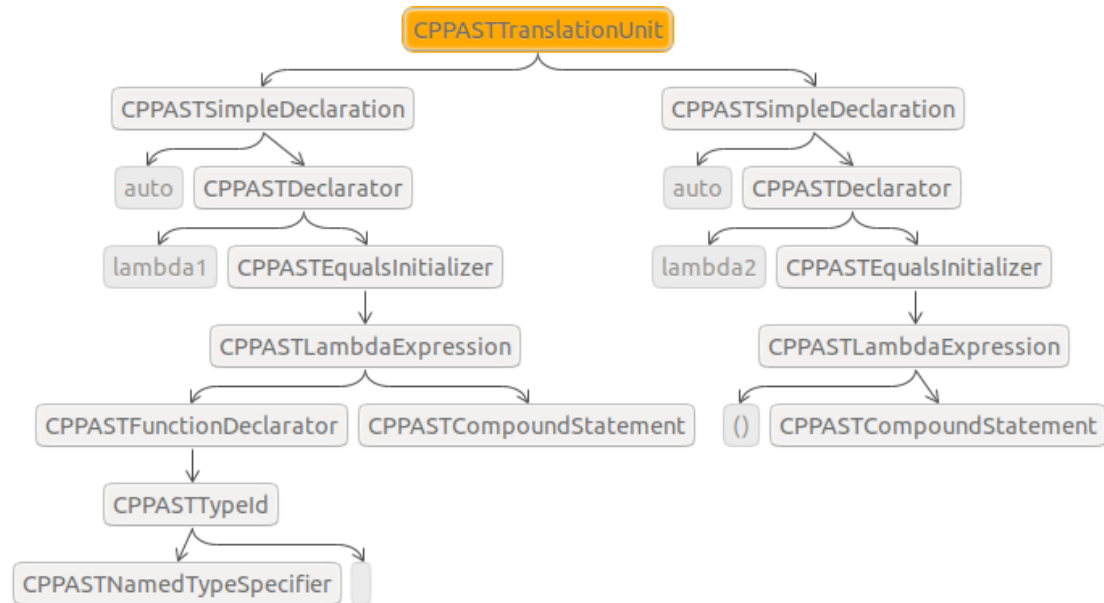 CPPASTTranslationUnit
CPPASTSimpleDeclaration CPPASTSimpleDeclaration
auto CPPASTDeclarator auto CPPASTDeclarator
lambda1 CPPASTEqualsInitializer lambda2 CPPASTEqualsInitializer
CPPASTLambdaExpression CPPASTLambdaExpression
CPPASTFunctionDeclarator CPPASTCompoundStatement () CPPASTCompoundStatement
CPPASTTypeId
CPPASTNamedTypeSpecifier